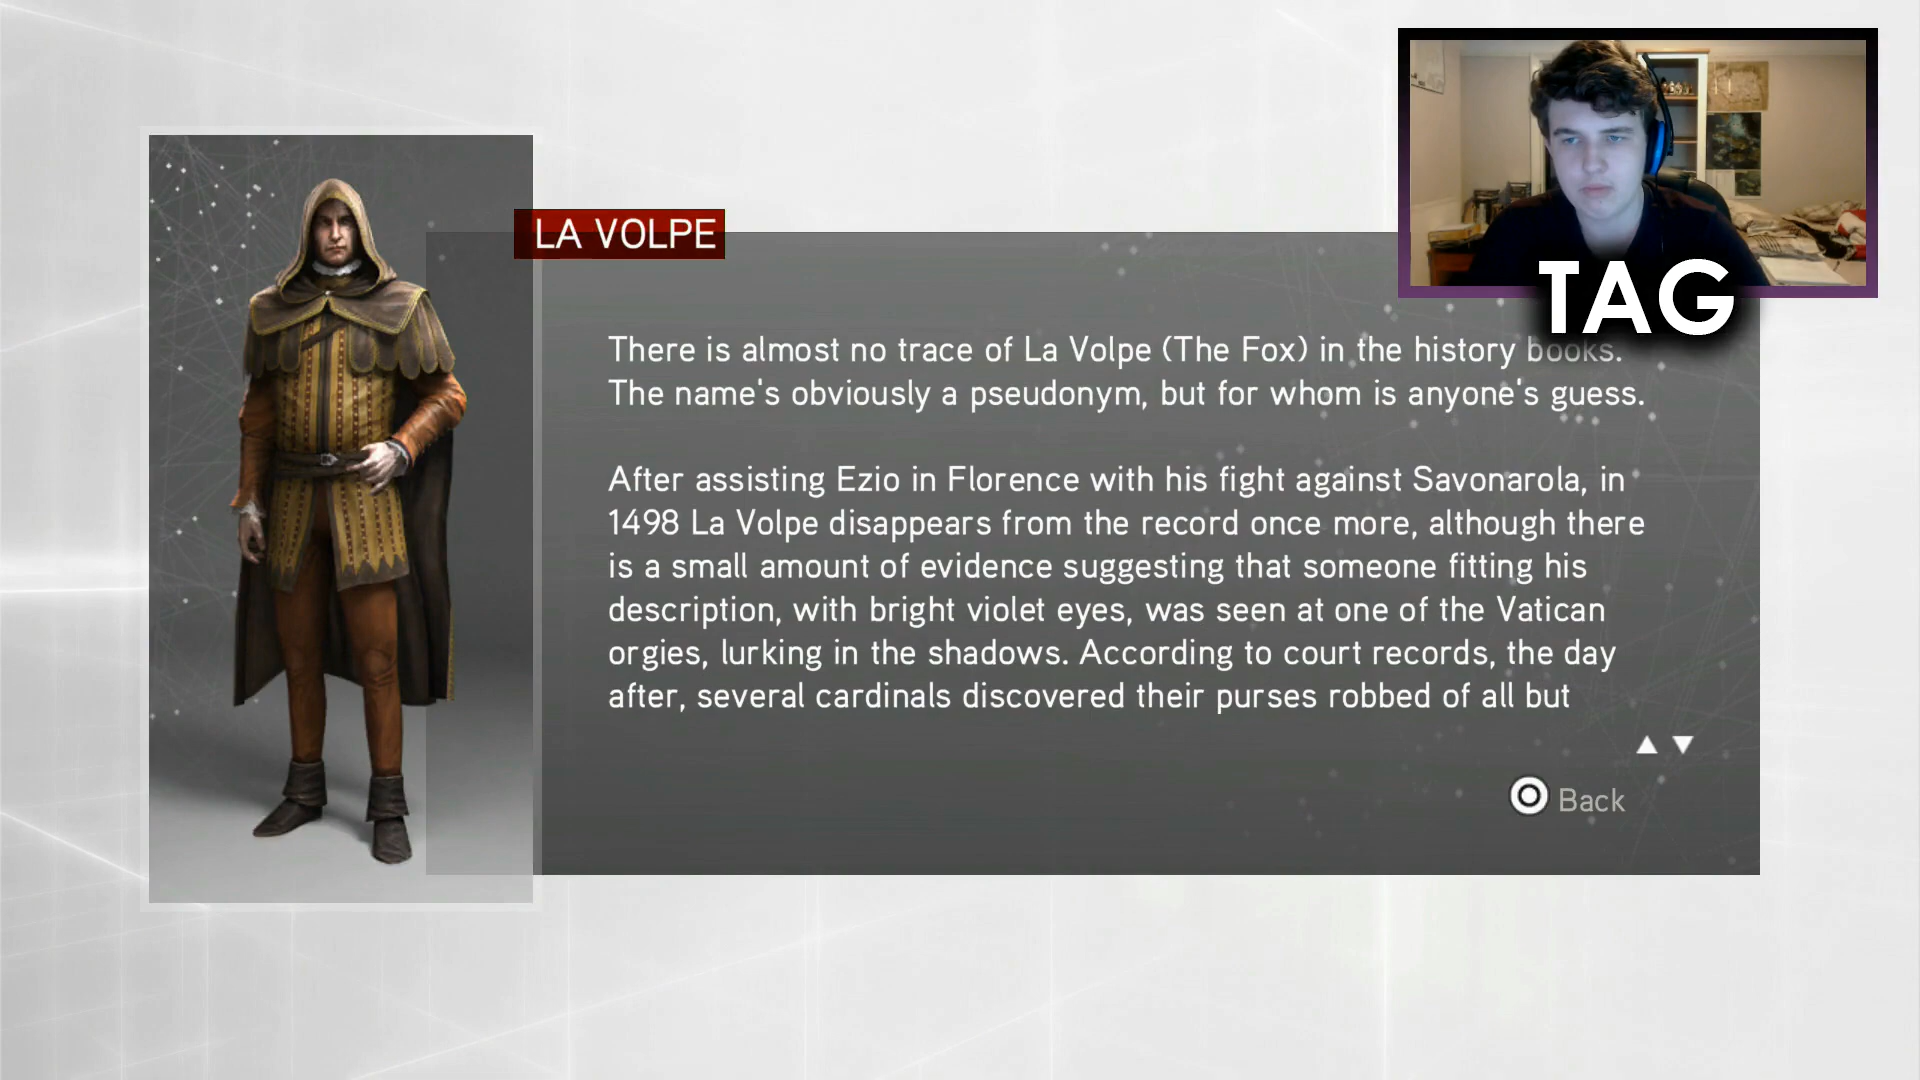 LA VOLPE
TAG
There is almost no trace of La Volpe (The Fox) in the history books.
The name's obviously a pseudonym, but for whom is anyone's guess.
After assisting Ezio in Florence with his fight against Savonarola, in
1498 La Volpe disappears from the record once more, although there
is a small amount of evidence suggesting that someone fitting his
description, with bright violet eyes, was seen at one of the Vatican
orgies, lurking in the shadows. According to court records, the day
after, several cardinals discovered their purses robbed of all but
Back